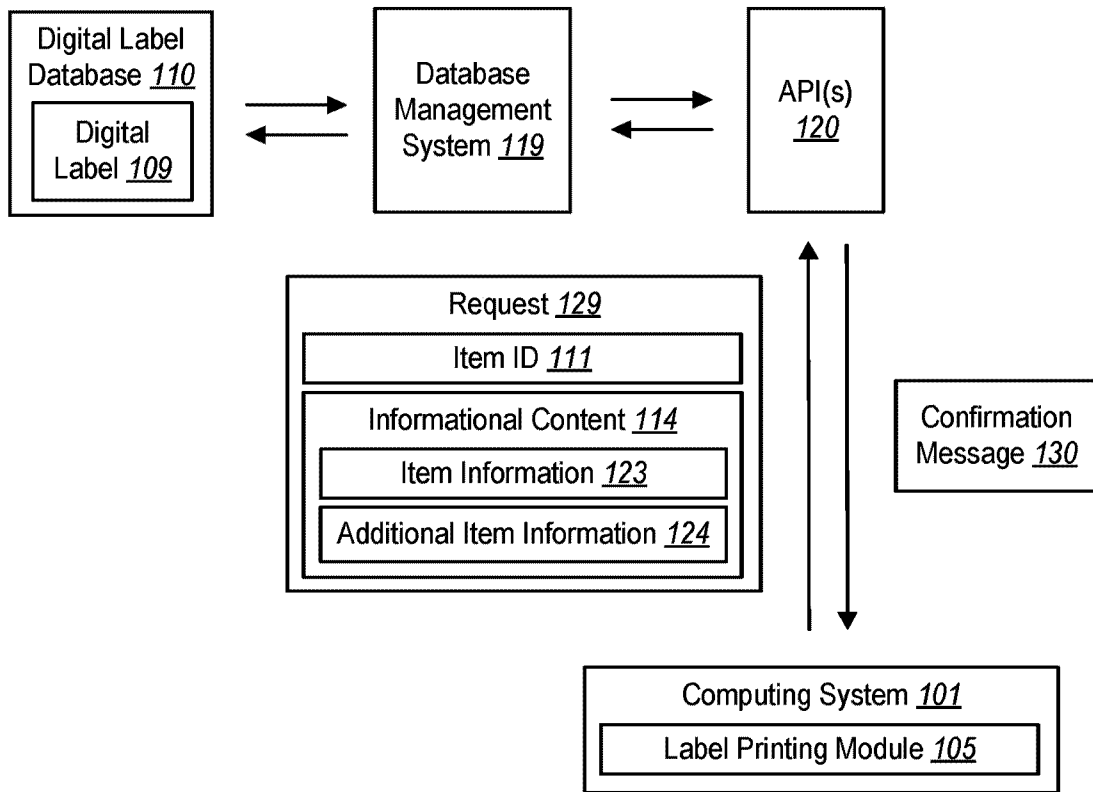 Digital Label
Database 110
Digital
Label 109
Database
Management
System 119
API(s)
120
Request 129
Item ID 111
Informational Content 114
Item Information 123
Additional Item Information 124
Confirmation
Message 130
Computing System 101
Label Printing Module 105